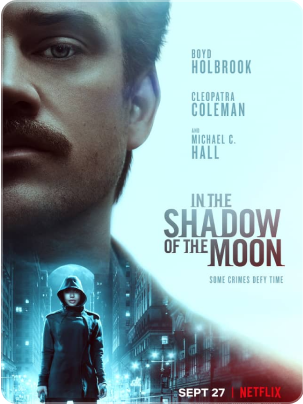 BOYD
HOLBROOK
CLEOPATRA
COLEMAN
AND
MICHAEL C.
HALL
IN THE
SHADOW
OF THE MOON
SOME CRIMES DEFY TIME
SEPT 27 | NETFLIX